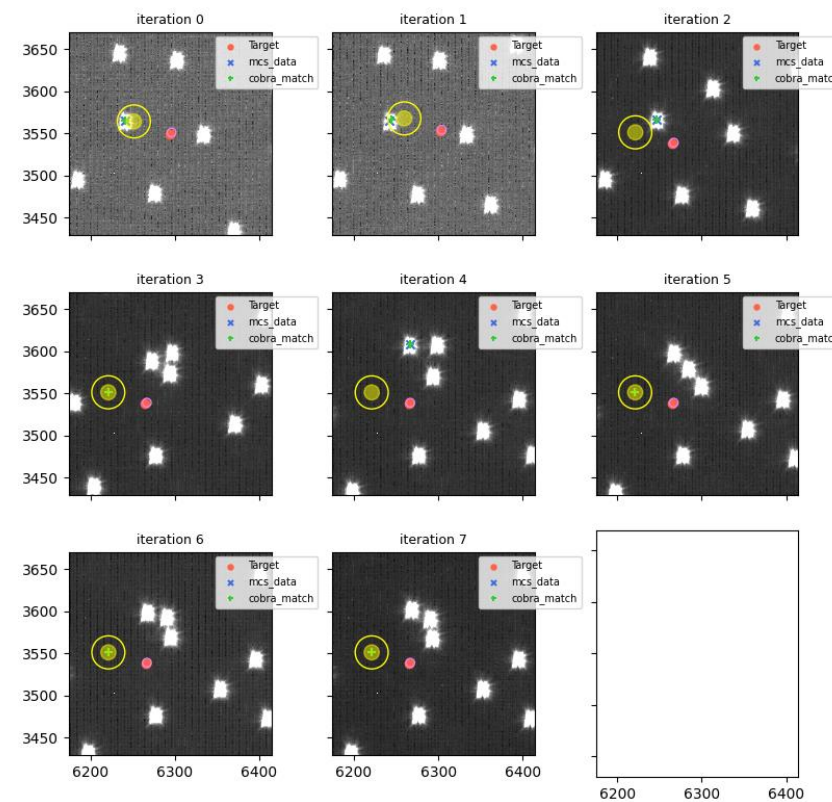 iteration 0
iteration 1
iteration 2
3650
3600
3550
3500
3450
Target
mcs_data
cobra_match
Target
mcs_data
cobra_match
Target
mcs_data
cobra_match
iteration 3
iteration 4
iteration 5
3650
3600
3550
3500
3450
Target
mcs_data
cobra_match
Target
mcs_data
cobra_match
Target
mcs_data
cobra_match
iteration 6
iteration 7
3650
3600
3550
3500
3450
Target
mcs_data
cobra_match
Target
mcs_data
cobra_match
6200 6300 6400
6200 6300 6400
6200 6300 6400